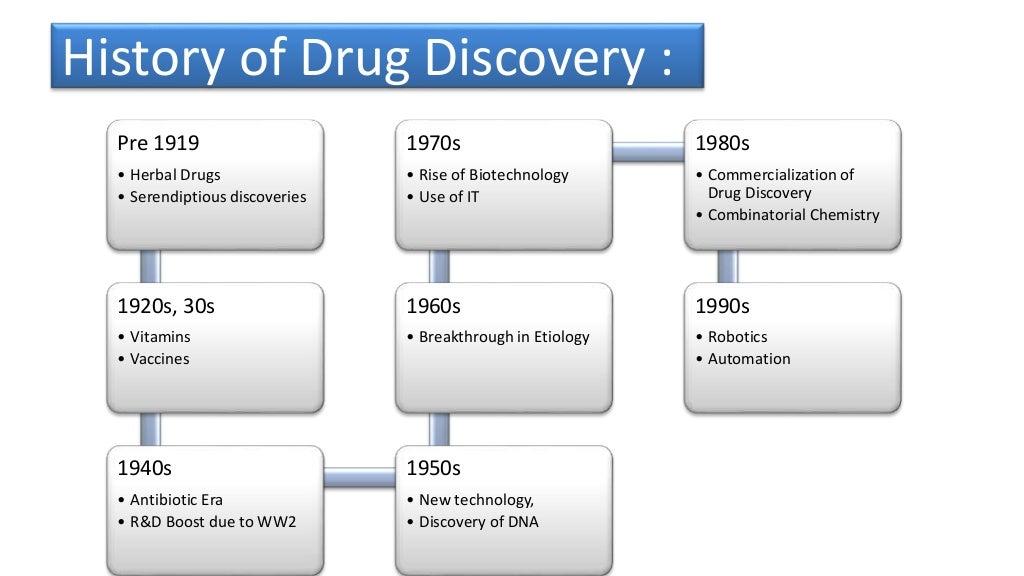 History of Drug Discovery :
Pre 1919
• Herbal Drugs
• Serendiptious discoveries
1920s, 30s
• Vitamins
• Vaccines
1940s
• Antibiotic Era
• R&D Boost due to WW2
1950s
• New technology,
• Discovery of DNA
1960s
• Breakthrough in Etiology
1970s
• Rise of Biotechnology
• Use of IT
1980s
• Commercialization of
Drug Discovery
• Combinatorial Chemistry
1990s
• Robotics
• Automation